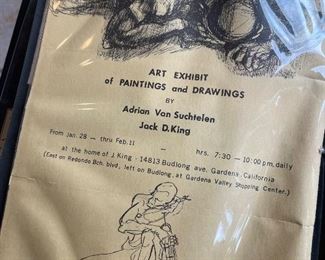 ART EXHIBIT
of PAINTINGS and DRAWINGS
BY
Adrian Van Suchtelen
Jack D.King
From Jan. 28 — thru Feb.11 — hrs. 7:30 - 10:00 pm. daily
at the home of J King · 14813 Budlong ave. Gardena, California
(East on Redondo Bch. blvd, left on Budlong, at Gardena Valley Shopping Center.)